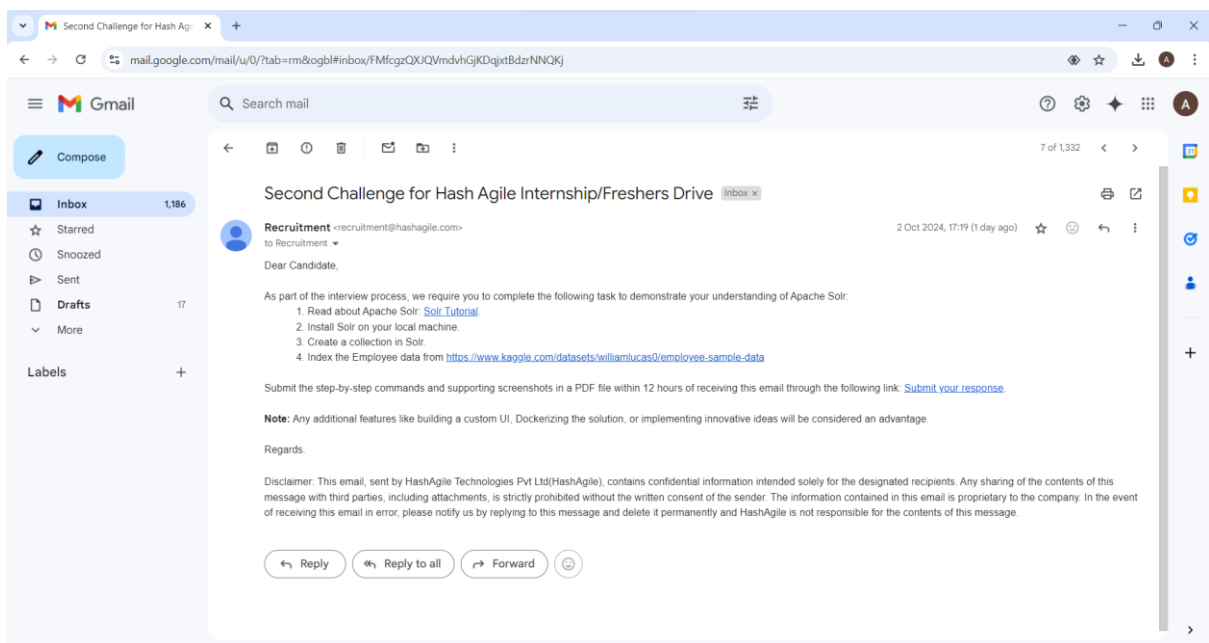 Second Challenge for Hash Agi
mail.google.com/mail/u/0/?tab=rm&ogbl#inbox/FMfcgzQXJQVmdvhGjKDqjxtBdzrNNQKj
A
Gmail
Search mail
A
Compose
7 of 1,332
Inbox 1,186
Starred
Snoozed
Sent
Drafts 17
More
Labels
Second Challenge for Hash Agile Internship/Freshers Drive Inbox x
Recruitment <recruitment@hashagile.com> 2 Oct 2024, 17:19 (1 day ago)
to Recruitment
Dear Candidate,
As part of the interview process, we require you to complete the following task to demonstrate your understanding of Apache Solr:
1. Read about Apache Solr: Solr Tutorial.
2. Install Solr on your local machine.
3. Create a collection in Solr.
4. Index the Employee data from https://www.kaggle.com/datasets/williamlucas0/employee-sample-data
Submit the step-by-step commands and supporting screenshots in a PDF file within 12 hours of receiving this email through the following link: Submit your response.
Note: Any additional features like building a custom UI, Dockerizing the solution, or implementing innovative ideas will be considered an advantage.
Regards.
Disclaimer: This email, sent by HashAgile Technologies Pvt Ltd(HashAgile), contains confidential information intended solely for the designated recipients. Any sharing of the contents of this
message with third parties, including attachments, is strictly prohibited without the written consent of the sender. The information contained in this email is proprietary to the company. In the event
of receiving this email in error, please notify us by replying to this message and delete it permanently and HashAgile is not responsible for the contents of this message.
Reply
Reply to all
Forward
31